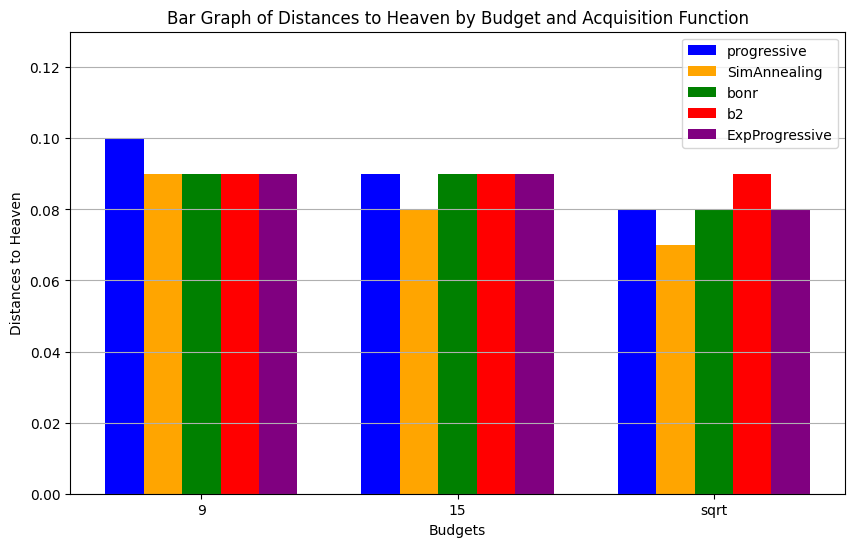 Bar Graph of Distances to Heaven by Budget and Acquisition Function
progressive
SimAnnealing
bonr
b2
ExpProgressive
Distances to Heaven
0.12
0.10
0.08
0.06
0.04
0.02
0.00
9
15
sqrt
Budgets